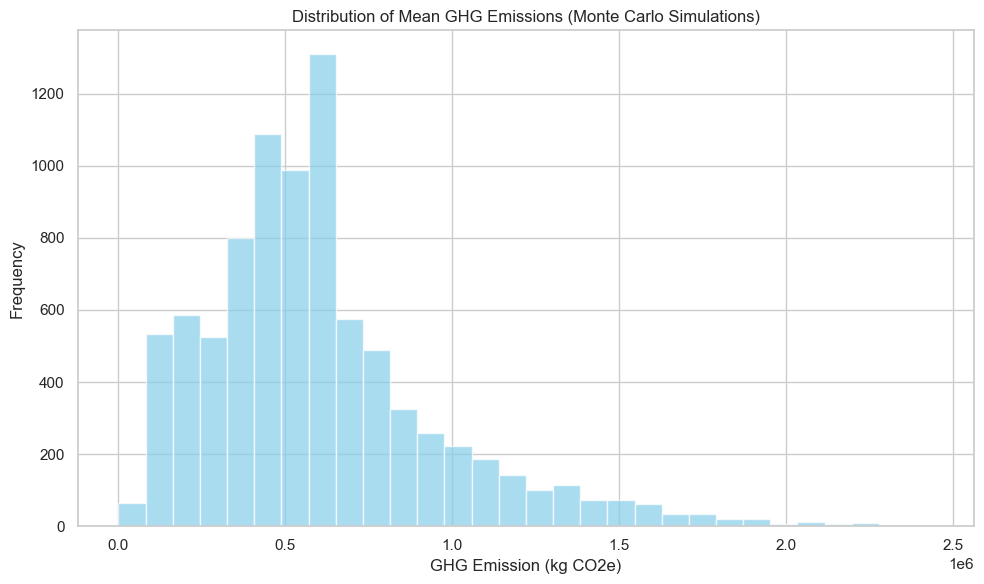 Distribution of Mean GHG Emissions (Monte Carlo Simulations)
Frequency
1200
1000
800
600
400
200
0
0.0 0.5 1.0 1.5 2.0 2.5
1e6
GHG Emission (kg CO2e)